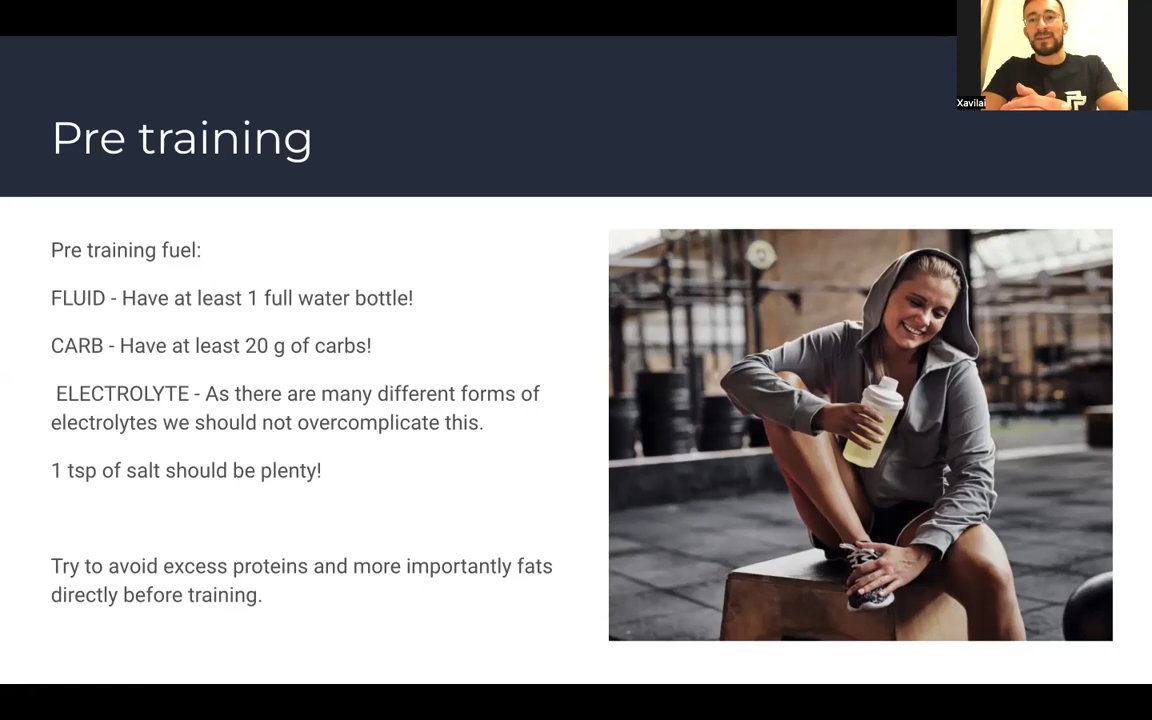 Xavilai
Pre training
Pre training fuel:
FLUID - Have at least 1 full water bottle!
CARB - Have at least 20 g of carbs!
ELECTROLYTE - As there are many different forms of
electrolytes we should not overcomplicate this.
1 tsp of salt should be plenty!
Try to avoid excess proteins and more importantly fats
directly before training.